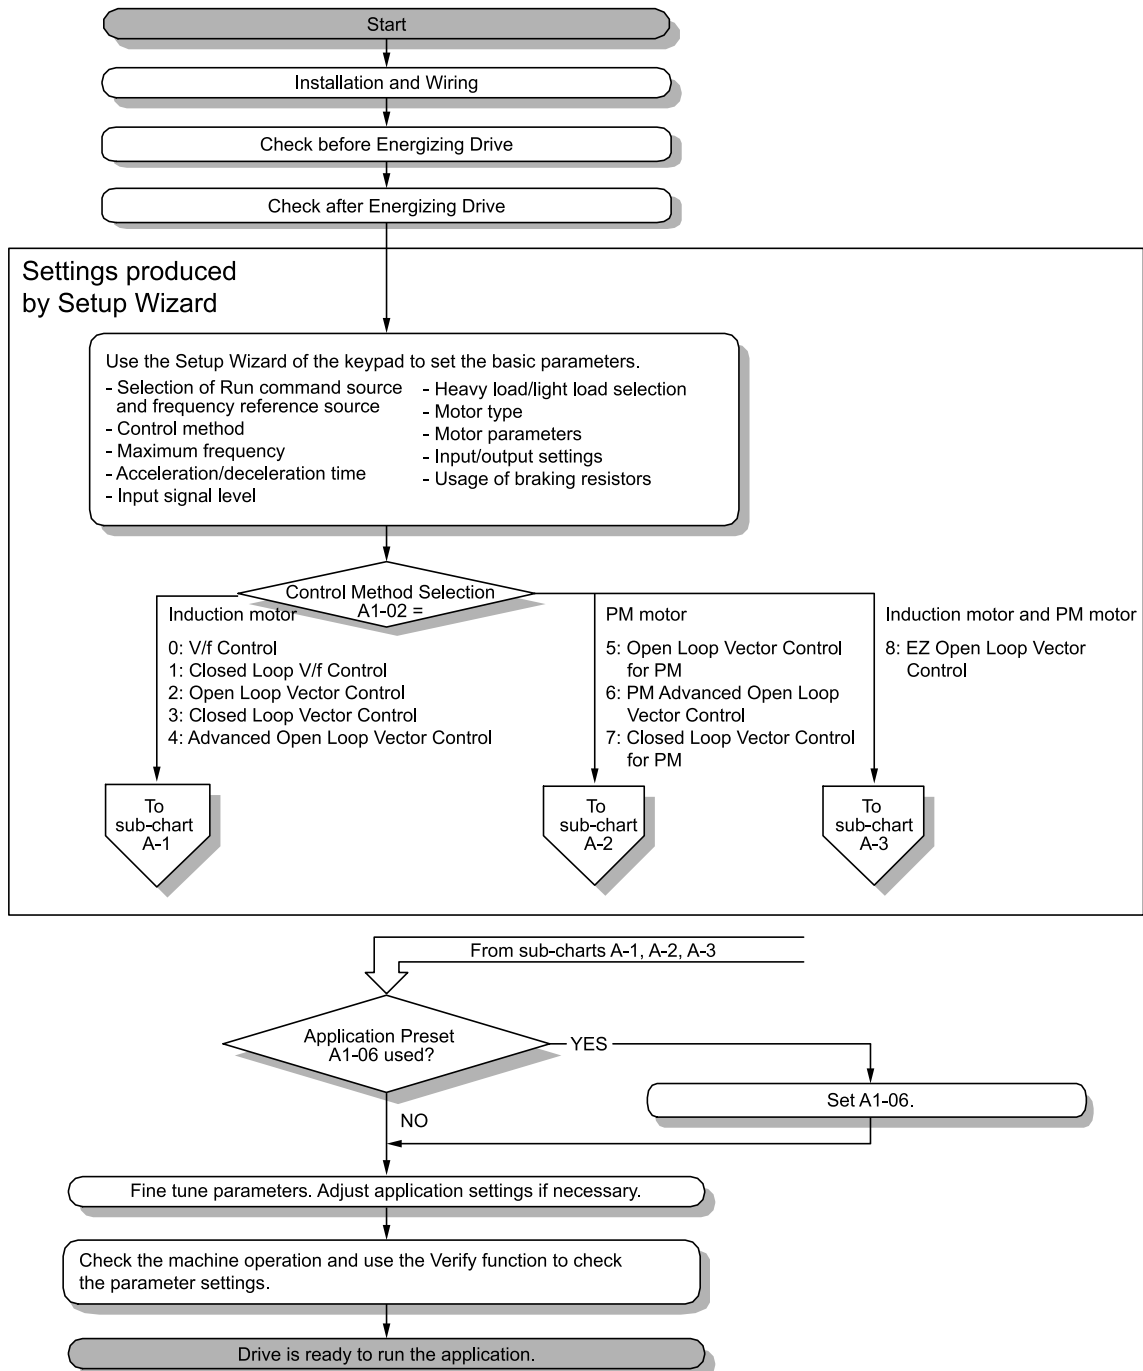 Start
Installation and Wiring
Check before Energizing Drive
Check after Energizing Drive
Settings produced
by Setup Wizard
Use the Setup Wizard of the keypad to set the basic parameters.
- Selection of Run command source
and frequency reference source
- Control method
- Maximum frequency
- Acceleration/deceleration time
- Input signal level
- Heavy load/light load selection
- Motor type
- Motor parameters
- Input/output settings
- Usage of braking resistors
Control Method Selection
A1-02 =
Induction motor
0: V/f Control
1: Closed Loop V/f Control
2: Open Loop Vector Control
3: Closed Loop Vector Control
4: Advanced Open Loop Vector Control
PM motor
5: Open Loop Vector Control
for PM
6: PM Advanced Open Loop
Vector Control
7: Closed Loop Vector Control
for PM
Induction motor and PM motor
8: EZ Open Loop Vector
Control
To
sub-chart
A-1
To
sub-chart
A-2
To
sub-chart
A-3
From sub-charts A-1, A-2, A-3
Application Preset
A1-06 used?
YES
Set A1-06.
NO
Fine tune parameters. Adjust application settings if necessary.
Check the machine operation and use the Verify function to check
the parameter settings.
Drive is ready to run the application.